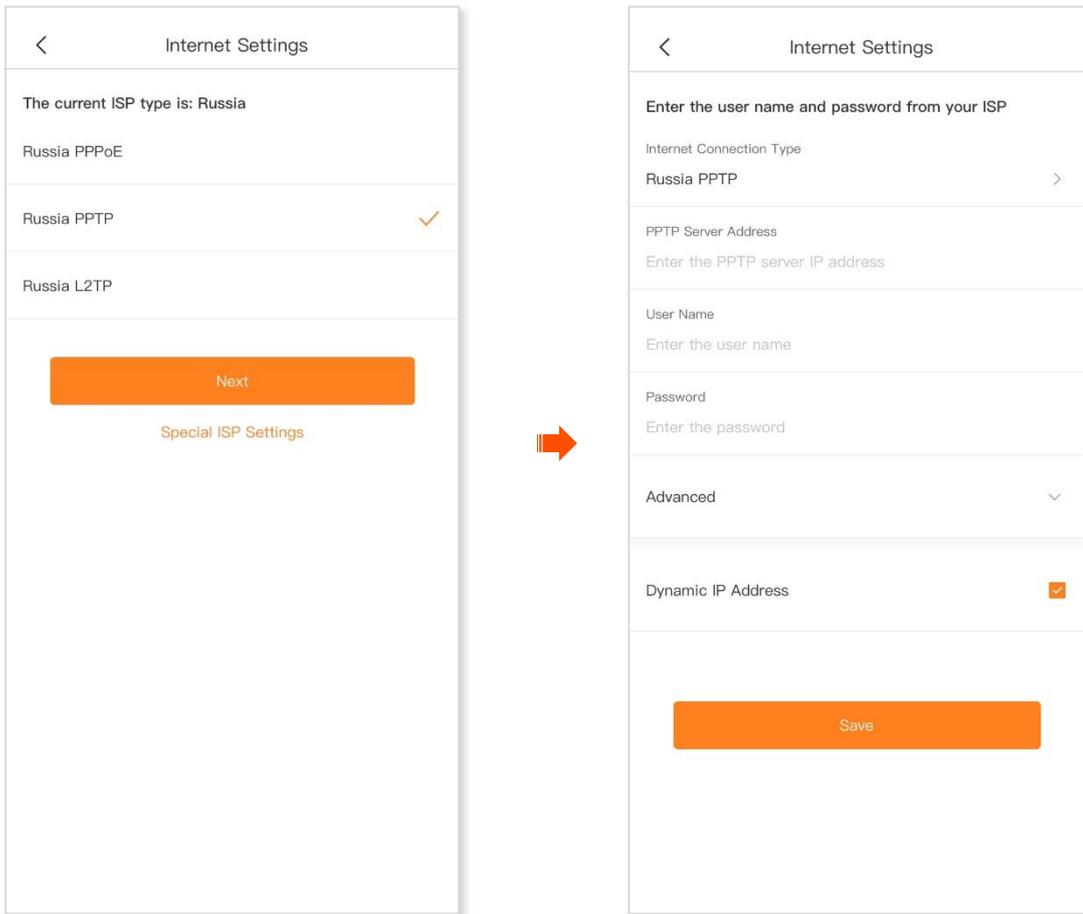 Internet Settings
The current ISP type is: Russia
Russia PPPoE
Russia PPTP
Russia L2TP
Next
Special ISP Settings
Internet Settings
Enter the user name and password from your ISP
Internet Connection Type
Russia PPTP
PPTP Server Address
Enter the PPTP server IP address
User Name
Enter the user name
Password
Enter the password
Advanced
Dynamic IP Address
Save